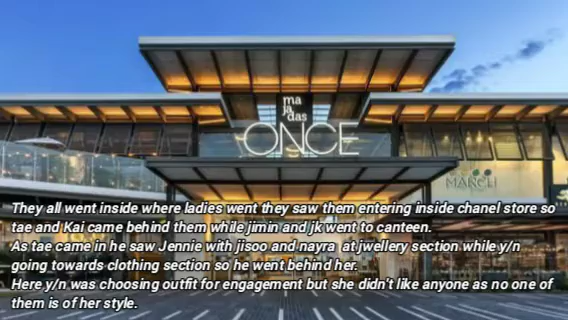 ma
ja
das
ONCE
MARCH
They all went inside where ladies went they saw them entering inside chanel store so
tae and Kai came behind them while jimin and jk went to canteen.
As tae came in he saw Jennie with jisoo and nayra at jwellery section while y/n
going towards clothing section so he went behind her.
Here y/n was choosing outfit for engagement but she didn't like anyone as no one of
them is of her style.